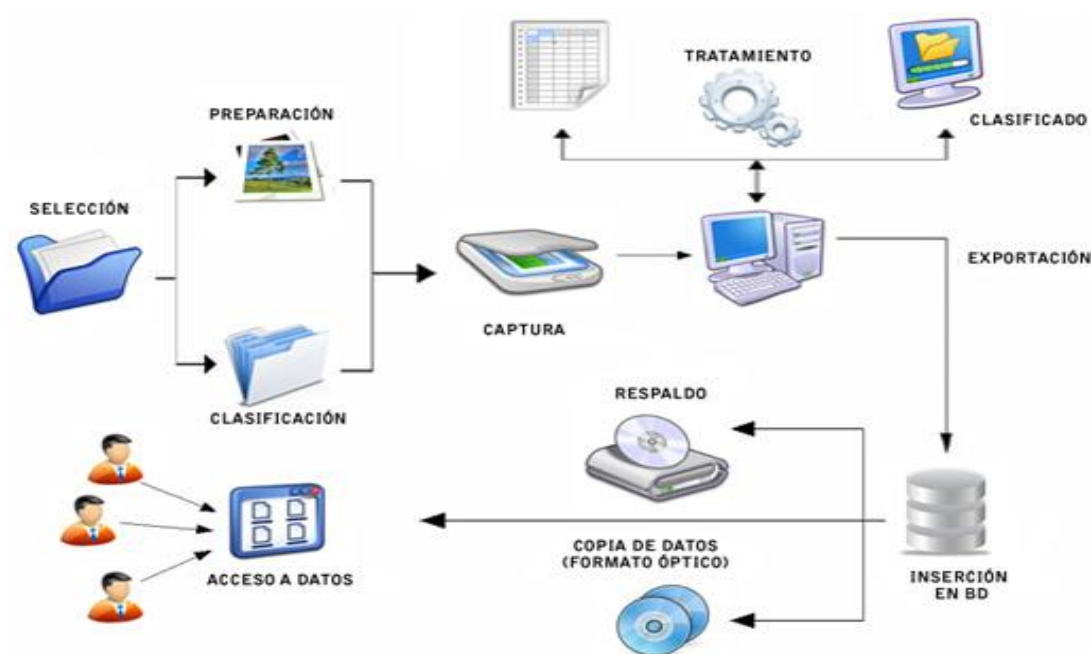 TRATAMIENTO
CLASIFICADO
PREPARACIÓN
SELECCIÓN
EXPORTACIÓN
CAPTURA
CLASIFICACIÓN
RESPALDO
COPIA DE DATOS
(FORMATO ÓPTICO)
ACCESO A DATOS
INSERCIÓN
EN BD